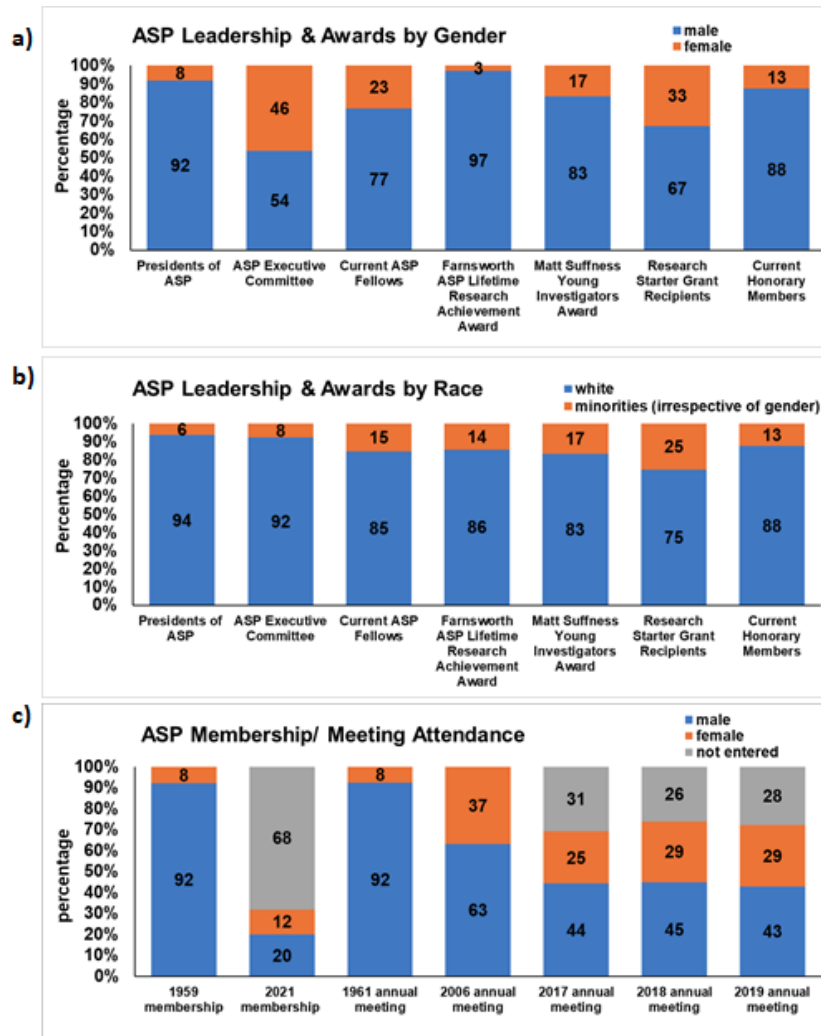 a)
ASP Leadership & Awards by Gender
male
female
Percentage
100%
90%
80%
70%
60%
50%
40%
30%
20%
10%
0%
8 46 23 3 17 33 13
92 54 77 97 83 67 88
Presidents of ASP Executive Current ASP Farnsworth Matt Suffness Research Current
ASP Committee Fellows ASP Lifetime Young Starter Grant Honorary
Research Investigators Recipients Members
Achievement Award
Award
b)
ASP Leadership & Awards by Race
white
minorities (irrespective of gender)
Percentage
100%
90%
80%
70%
60%
50%
40%
30%
20%
10%
0%
6 8 15 14 17 25 13
94 92 85 86 83 75 88
Presidents of ASP Executive Current ASP Farnsworth Matt Suffness Research Current
ASP Committee Fellows ASP Lifetime Young Starter Grant Honorary
Research Investigators Recipients Members
Achievement Award
Award
c)
ASP Membership/ Meeting Attendance
male
female
not entered
percentage
100%
90%
80%
70%
60%
50%
40%
30%
20%
10%
0%
8 68 8 37 31 26 28
12 25 29 29
92 20 92 63 44 45 43
1959 2021 1961 annual 2006 annual 2017 annual 2018 annual 2019 annual
membership membership meeting meeting meeting meeting meeting